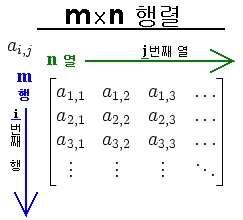 m×n 행렬
a_{i,j}
n 열
j번째 열
m
행
i번째 행
a_{1,1} a_{1,2} a_{1,3} ...
a_{2,1} a_{2,2} a_{2,3} ...
a_{3,1} a_{3,2} a_{3,3} ...
⋮ ⋮ ⋮ ⋱